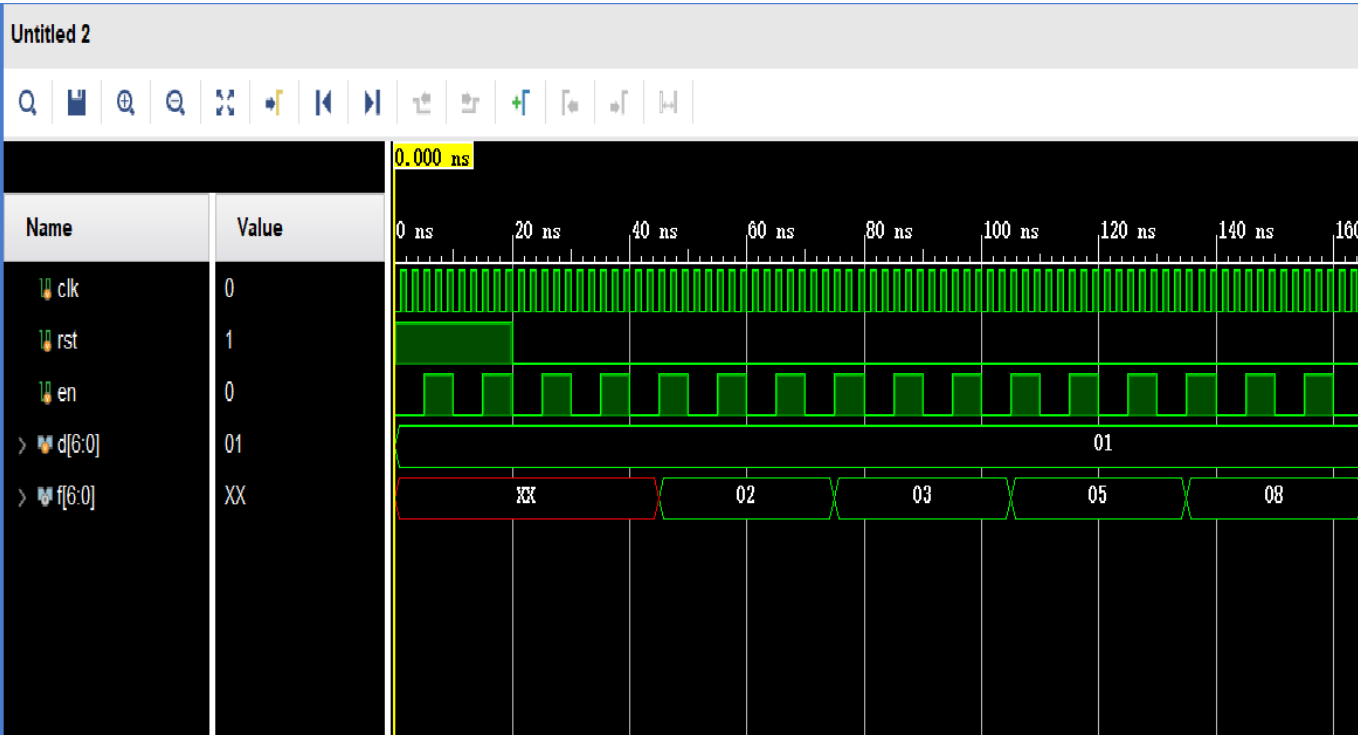 Untitled 2
0.000 ns
Name Value
0 ns 20 ns 40 ns 60 ns 80 ns 100 ns 120 ns 140 ns 160
clk 0
rst 1
en 0
d[6:0] 01 01
f[6:0] XX XX 02 03 05 08